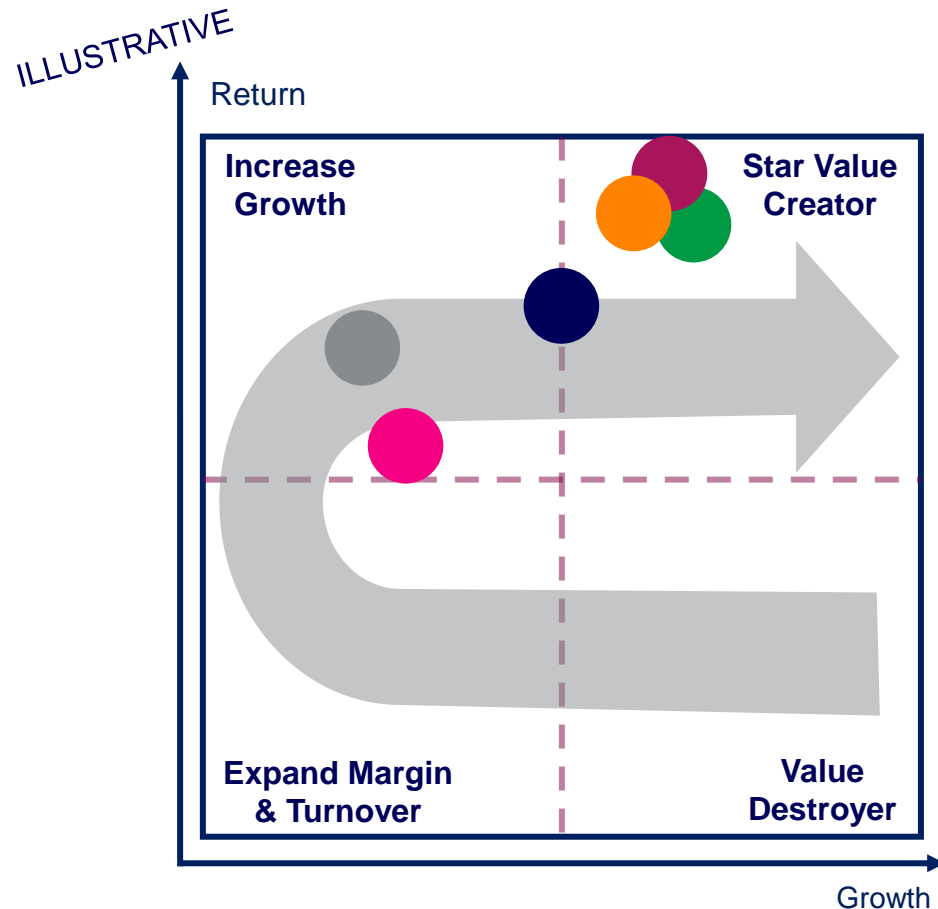 ILLUSTRATIVE
Return
Increase
Growth
Star Value
Creator
Expand Margin
& Turnover
Value
Destroyer
Growth